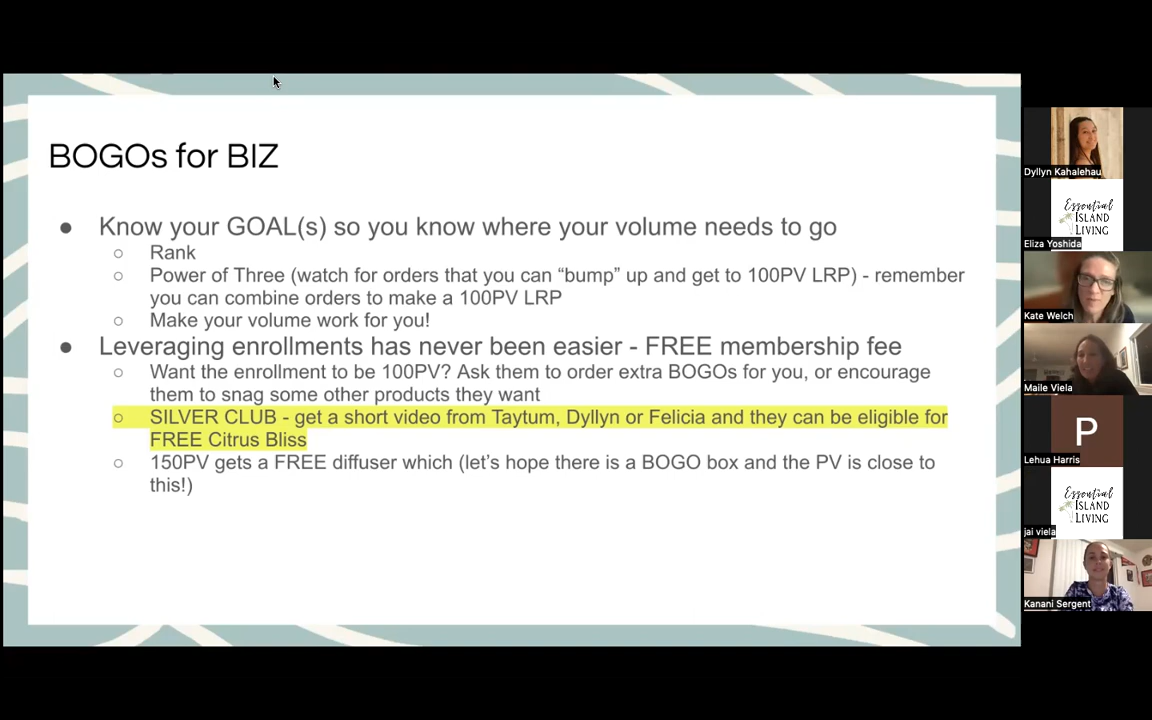 BOGOs for BIZ
● Know your GOAL(s) so you know where your volume needs to go
○ Rank
○ Power of Three (watch for orders that you can “bump” up and get to 100PV LRP) - remember
you can combine orders to make a 100PV LRP
○ Make your volume work for you!
● Leveraging enrollments has never been easier - FREE membership fee
○ Want the enrollment to be 100PV? Ask them to order extra BOGOs for you, or encourage
them to snag some other products they want
○ SILVER CLUB - get a short video from Taytum, Dyllyn or Felicia and they can be eligible for
FREE Citrus Bliss
○ 150PV gets a FREE diffuser which (let’s hope there is a BOGO box and the PV is close to
this!)
Dyllyn Kahalehau
Essential
ISLAND
LIVING
Eliza Yoshida
Kate Welch
Maile Viela
P
Lehua Harris
Essential
ISLAND
LIVING
jai viela
Kanani Sergent